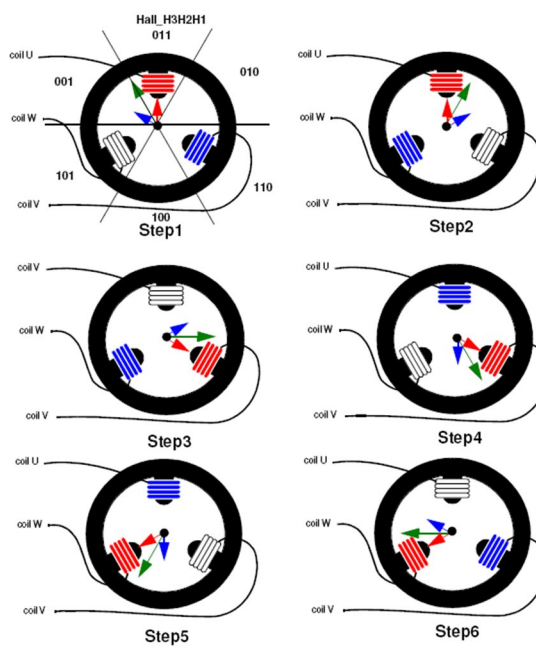 Hall_H3H2H1
011
coil U
001
010
coil W
101
110
100
coil V
Step1
coil U
coil W
coil V
Step2
coil V
coil W
coil V
Step3
coil U
coil W
coil V
Step4
coil U
coil W
coil V
Step5
coil U
coil W
coil V
Step6